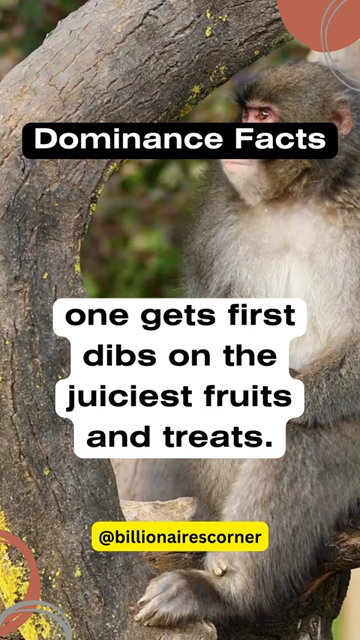 Dominance Facts
one gets first
dibs on the
juiciest fruits
and treats.
@billionairescorner